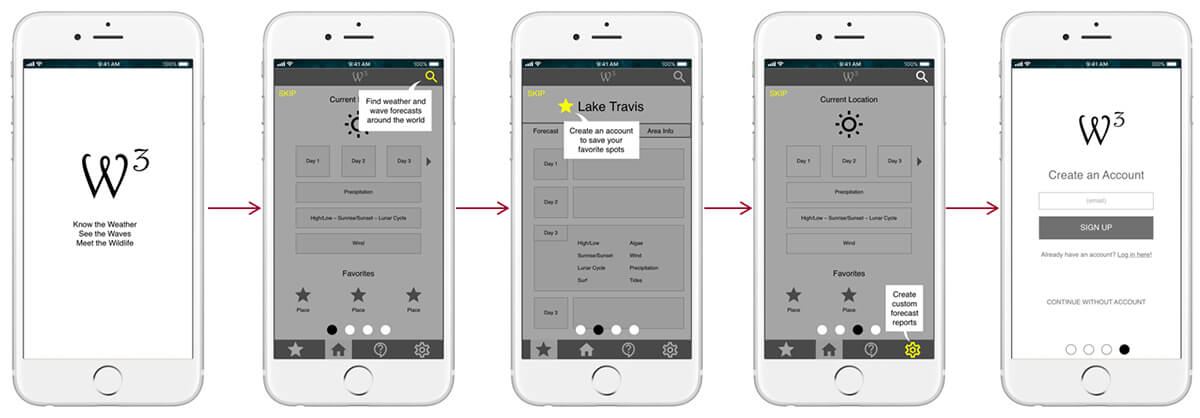 9:41 AM 100%
W3
Know the Weather
See the Waves
Meet the Wildlife
9:41 AM 100%
W3
SKIP
Current
Find weather and
wave forecasts
around the world
Day 1 Day 2 Day 3
Precipitation
High/Low – Sunrise/Sunset – Lunar Cycle
Wind
Favorites
Place Place Place
9:41 AM 100%
W3
SKIP
Lake Travis
Create an account
to save your
favorite spots
Forecast Area Info
Day 1
Day 2
Day 3
High/Low Algae
Sunrise/Sunset Wind
Lunar Cycle Precipitation
Surf Tides
Day 3
9:41 AM 100%
W3
SKIP
Current Location
Day 1 Day 2 Day 3
Precipitation
High/Low – Sunrise/Sunset – Lunar Cycle
Wind
Favorites
Place Place
Create
custom
forecast
reports
9:41 AM 100%
W3
Create an Account
(email)
SIGN UP
Already have an account? Log in here!
CONTINUE WITHOUT ACCOUNT